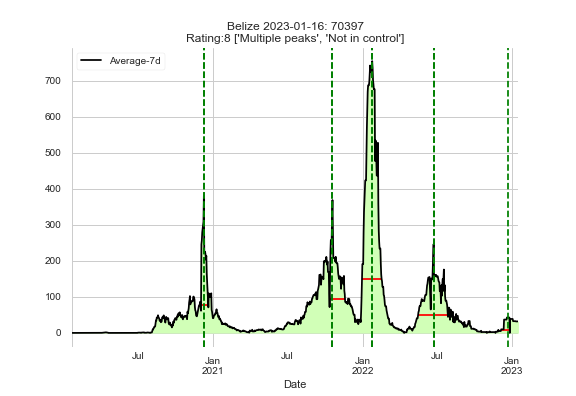 Belize 2023-01-16: 70397
Rating:8 ['Multiple peaks', 'Not in control']
Average-7d
700
600
500
400
300
200
100
0
Jul
Jan
2021
Jul
Jan
2022
Jul
Jan
2023
Date